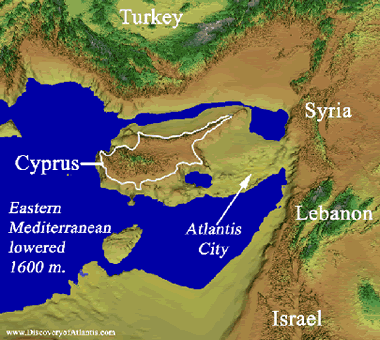 Turkey
Syria
Cyprus
Lebanon
Eastern
Mediterranean
lowered
1600 m.
Atlantis
City
Israel
www.DiscoveryofAtlantis.com